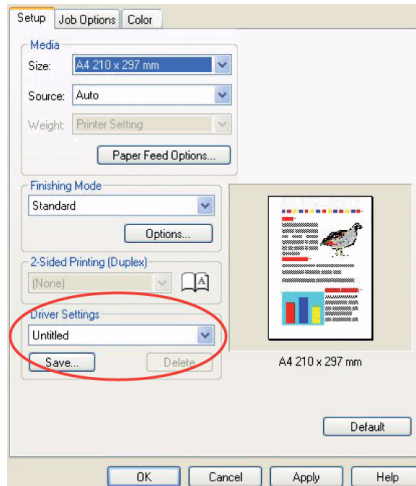 Setup Job Options Color
Media
Size: A4 210 x 297 mm
Source: Auto
Weight: Printer Setting
Paper Feed Options...
Finishing Mode
Standard
Options...
2-Sided Printing (Duplex)
(None)
A
Driver Settings
Untitled
Save... Delete
A4 210 x 297 mm
Default
OK Cancel Apply Help